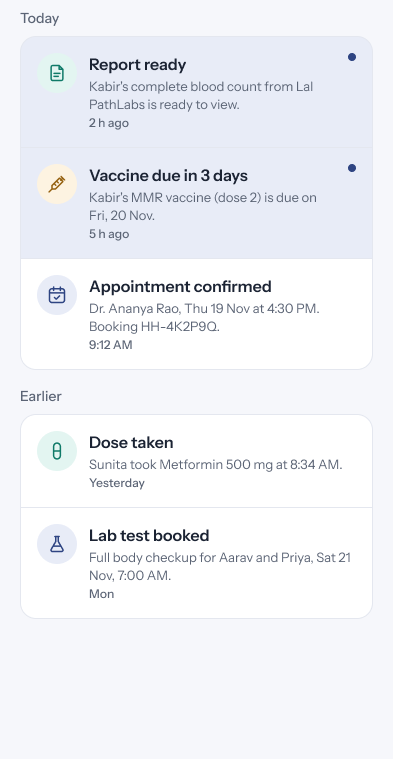 Today
Report ready
Kabir's complete blood count from Lal
PathLabs is ready to view.
2 h ago
Vaccine due in 3 days
Kabir's MMR vaccine (dose 2) is due on
Fri, 20 Nov.
5 h ago
Appointment confirmed
Dr. Ananya Rao, Thu 19 Nov at 4:30 PM.
Booking HH-4K2P9Q.
9:12 AM
Earlier
Dose taken
Sunita took Metformin 500 mg at 8:34 AM.
Yesterday
Lab test booked
Full body checkup for Aarav and Priya, Sat 21
Nov, 7:00 AM.
Mon